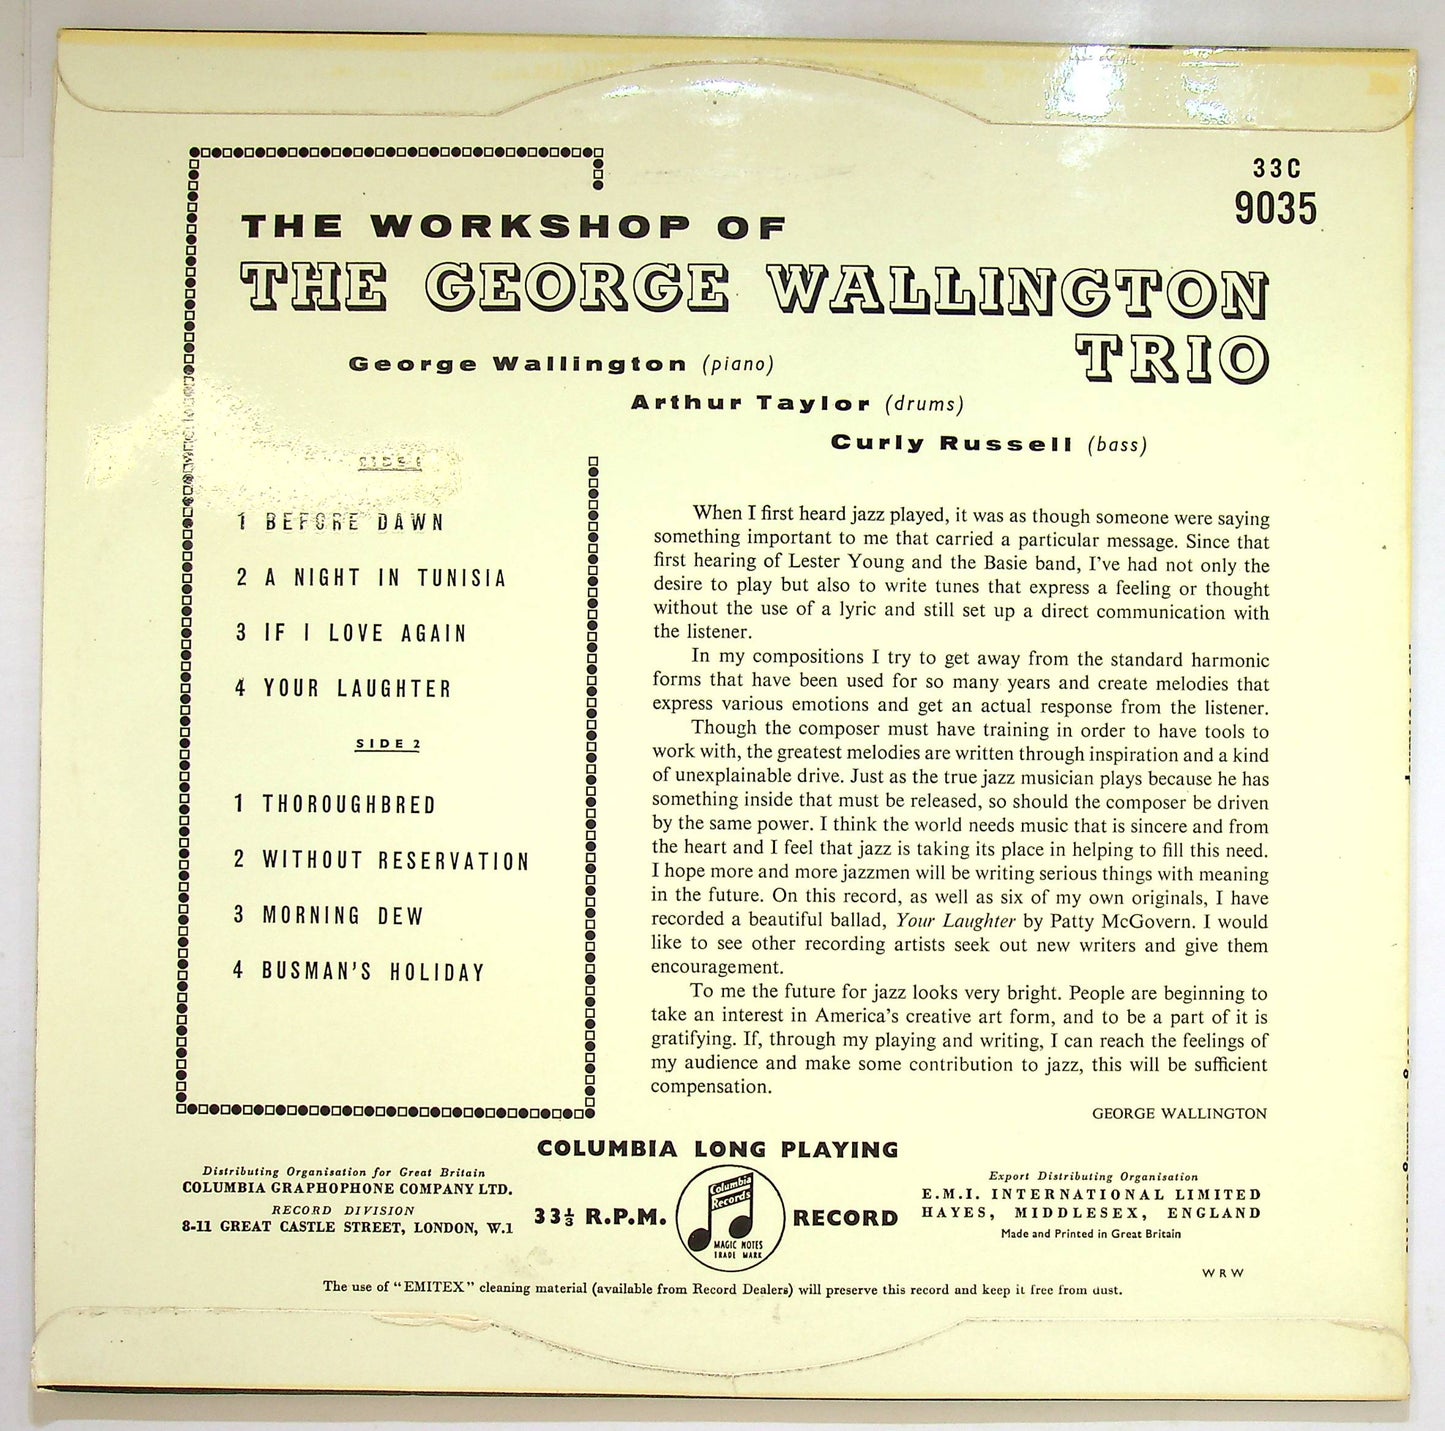 33C
9035
THE WORKSHOP OF
THE GEORGE WALLINGTON
TRIO
George Wallington (piano)
Arthur Taylor (drums)
Curly Russell (bass)
SIDE 1
1 BEFORE DAWN
2 A NIGHT IN TUNISIA
3 IF I LOVE AGAIN
4 YOUR LAUGHTER
SIDE 2
1 THOROUGHBRED
2 WITHOUT RESERVATION
3 MORNING DEW
4 BUSMAN'S HOLIDAY
When I first heard jazz played, it was as though someone were saying
something important to me that carried a particular message. Since that
first hearing of Lester Young and the Basie band, I've had not only the
desire to play but also to write tunes that express a feeling or thought
without the use of a lyric and still set up a direct communication with
the listener.
In my compositions I try to get away from the standard harmonic
forms that have been used for so many years and create melodies that
express various emotions and get an actual response from the listener.
Though the composer must have training in order to have tools to
work with, the greatest melodies are written through inspiration and a kind
of unexplainable drive. Just as the true jazz musician plays because he has
something inside that must be released, so should the composer be driven
by the same power. I think the world needs music that is sincere and from
the heart and I feel that jazz is taking its place in helping to fill this need.
I hope more and more jazzmen will be writing serious things with meaning
in the future. On this record, as well as six of my own originals, I have
recorded a beautiful ballad, Your Laughter by Patty McGovern. I would
like to see other recording artists seek out new writers and give them
encouragement.
To me the future for jazz looks very bright. People are beginning to
take an interest in America's creative art form, and to be a part of it is
gratifying. If, through my playing and writing, I can reach the feelings of
my audience and make some contribution to jazz, this will be sufficient
compensation.
GEORGE WALLINGTON
COLUMBIA LONG PLAYING
33⅓ R.P.M.
Columbia
Records
MAGIC NOTES
TRADE MARK
RECORD
Distributing Organisation for Great Britain
COLUMBIA GRAPHOPHONE COMPANY LTD.
RECORD DIVISION
8-11 GREAT CASTLE STREET, LONDON, W.1
Export Distributing Organisation
E.M.I. INTERNATIONAL LIMITED
HAYES, MIDDLESEX, ENGLAND
Made and Printed in Great Britain
WRW
The use of "EMITEX" cleaning material (available from Record Dealers) will preserve this record and keep it free from dust.